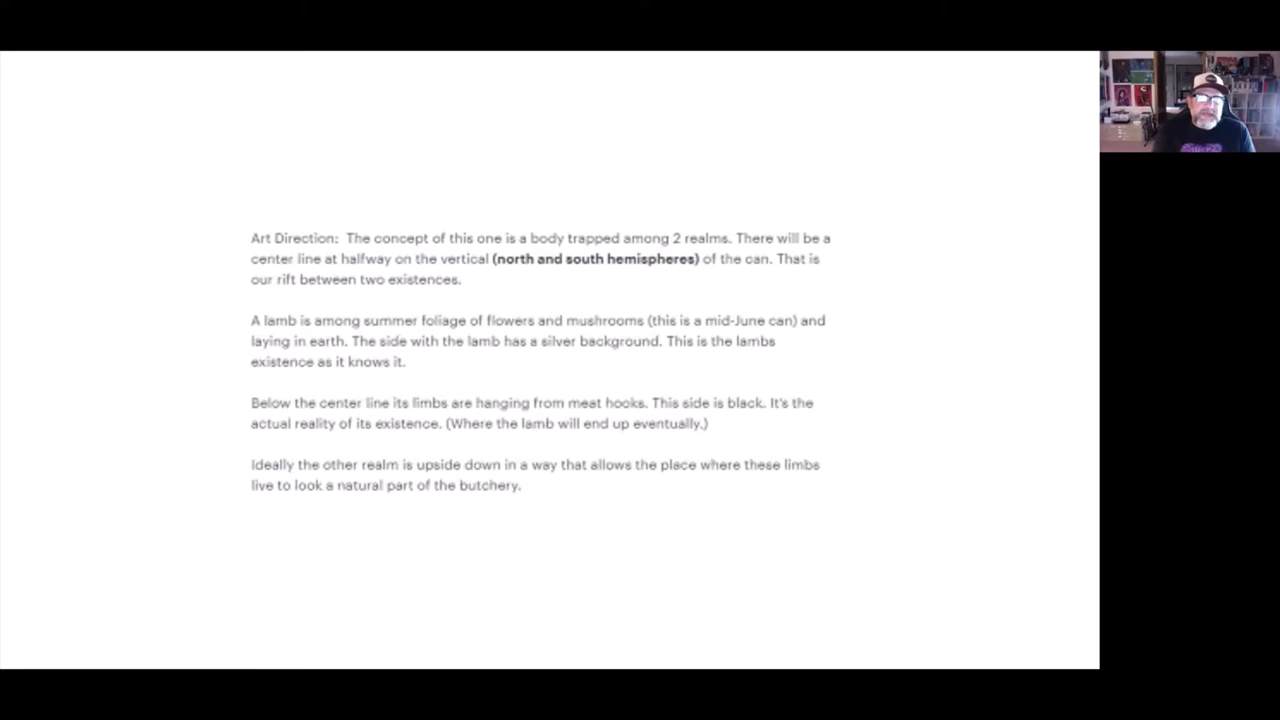 Art Direction:  The concept of this one is a body trapped among 2 realms. There will be a
center line at halfway on the vertical (north and south hemispheres) of the can. That is
our rift between two existences.
A lamb is among summer foliage of flowers and mushrooms (this is a mid-June can) and
laying in earth. The side with the lamb has a silver background. This is the lambs
existence as it knows it.
Below the center line its limbs are hanging from meat hooks. This side is black. It's the
actual reality of its existence. (Where the lamb will end up eventually.)
Ideally the other realm is upside down in a way that allows the place where these limbs
live to look a natural part of the butchery.